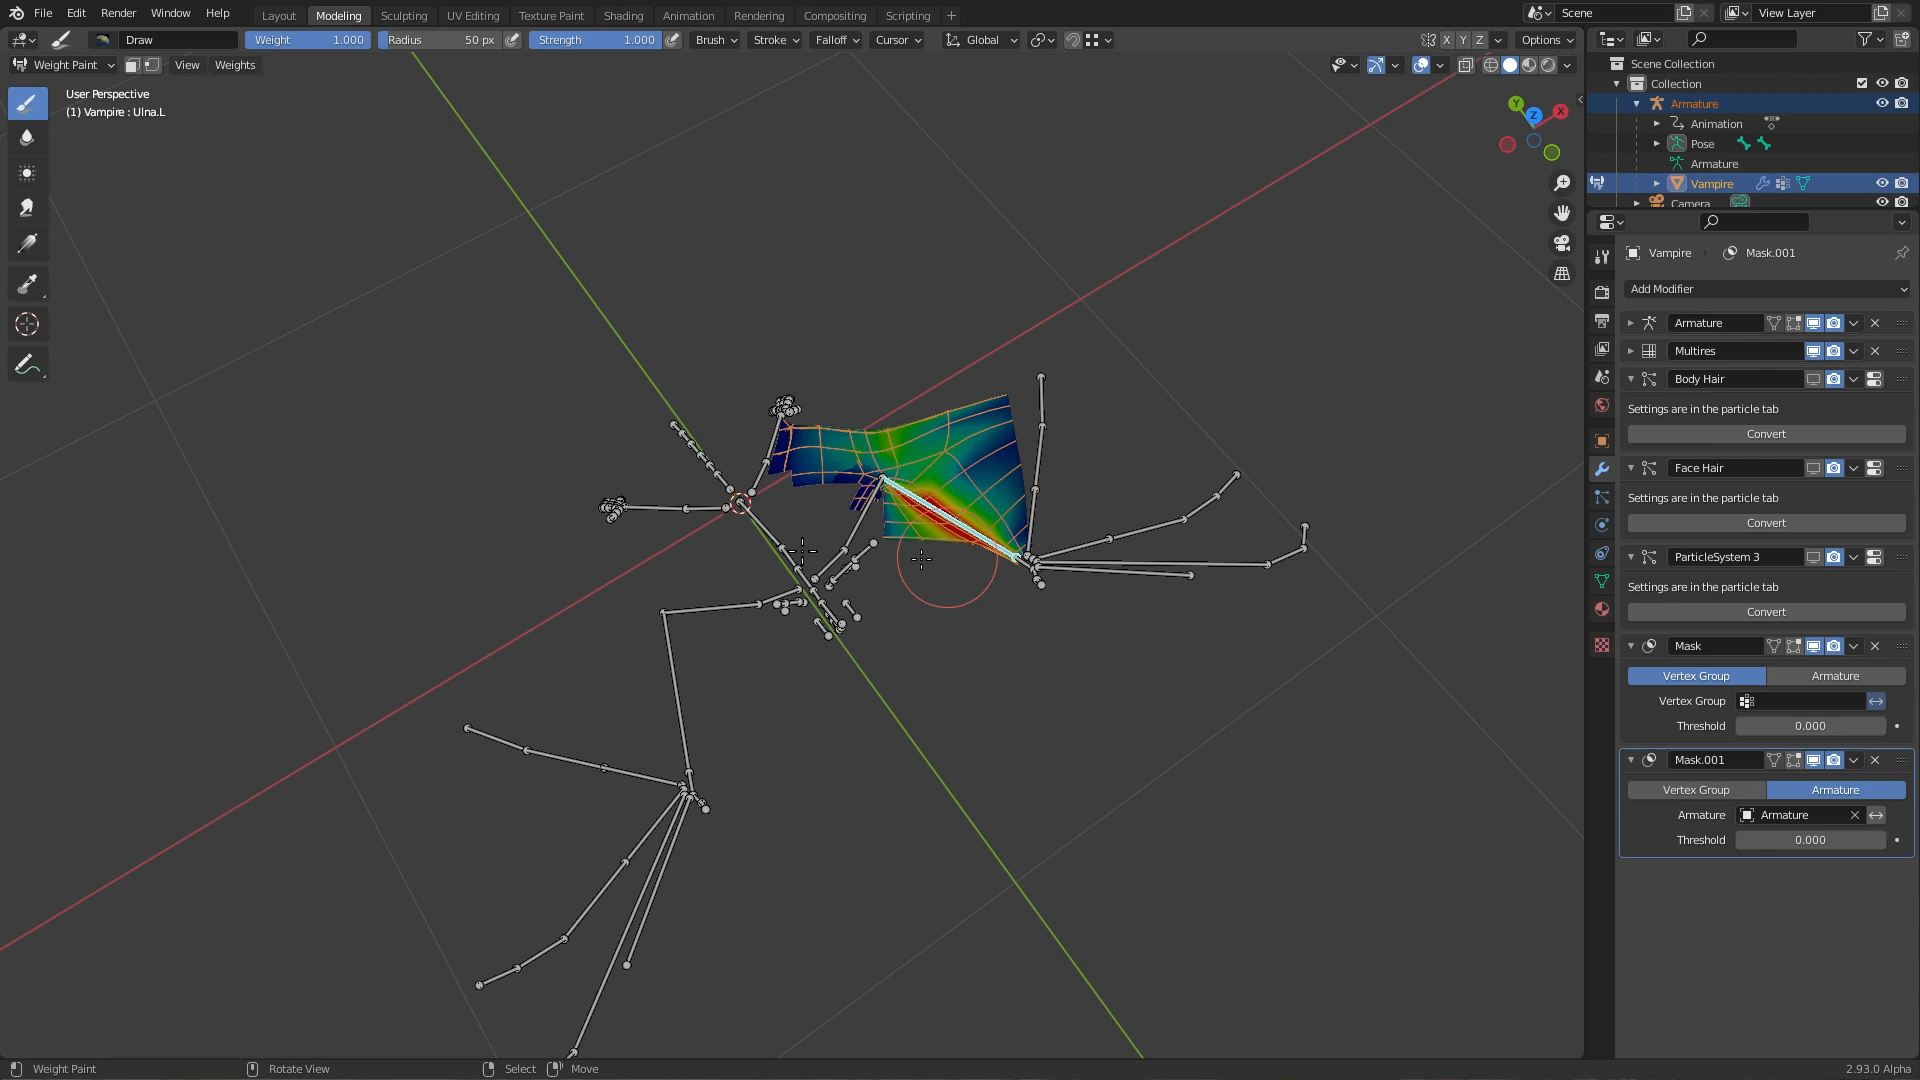 File Edit Render Window Help Layout Modeling Sculpting UV Editing Texture Paint Shading Animation Rendering Compositing Scripting + Scene View Layer
Draw Weight 1.000 Radius 50 px Strength 1.000 Brush Stroke Falloff Cursor Global X Y Z Options
Weight Paint View Weights
User Perspective
(1) Vampire : Ulna.L
Y
X
Z
Scene Collection
Collection
Armature
Animation
Pose
Armature
Vampire
Camera
Vampire Mask.001
Add Modifier
Armature
Multires
Body Hair
Settings are in the particle tab
Convert
Face Hair
Settings are in the particle tab
Convert
ParticleSystem 3
Settings are in the particle tab
Convert
Mask
Vertex Group Armature
Vertex Group
Threshold 0.000
Mask.001
Vertex Group Armature
Armature Armature
Threshold 0.000
Weight Paint Rotate View Select Move 2.93.0 Alpha